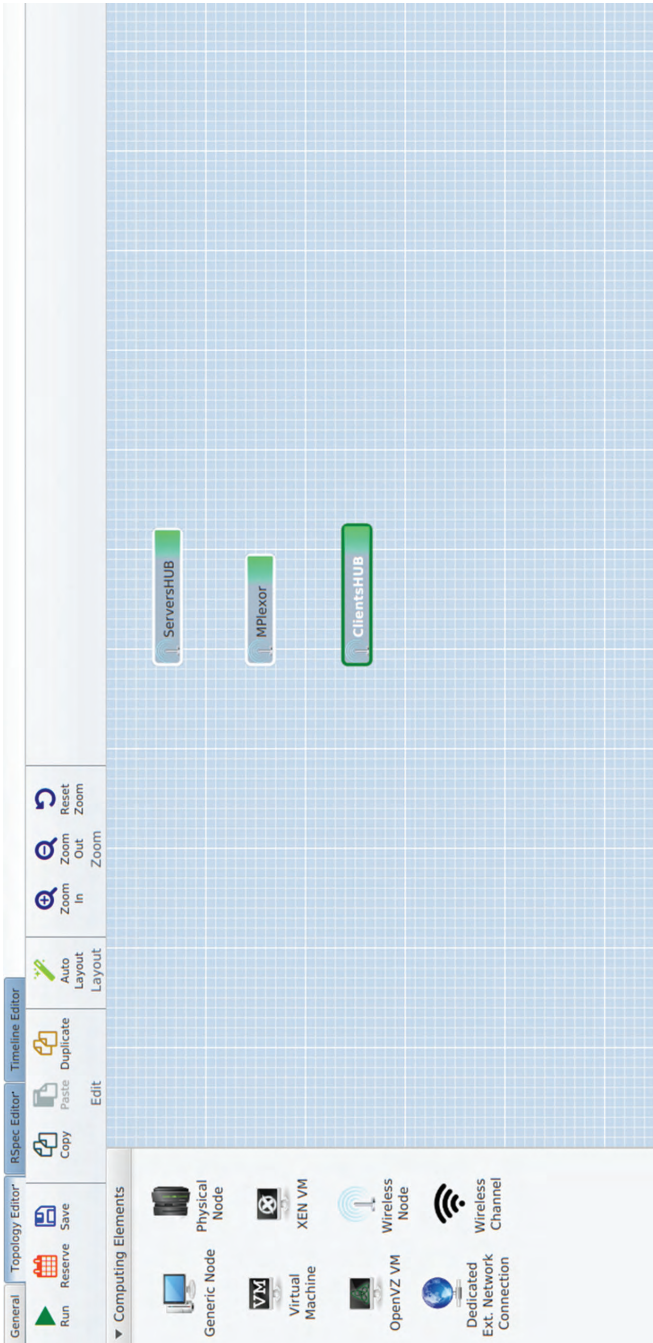 General
Topology Editor*
RSpec Editor*
Timeline Editor
Run
Reserve
Save
Copy
Paste
Duplicate
Edit
Auto
Layout
Layout
Zoom
In
Zoom
Out
Reset
Zoom
Zoom
▼ Computing Elements
Generic Node
Physical
Node
VM
Virtual
Machine
XEN VM
OpenVZ VM
Wireless
Node
Dedicated
Ext. Network
Connection
Wireless
Channel
ServersHUB
MPlexor
ClientsHUB